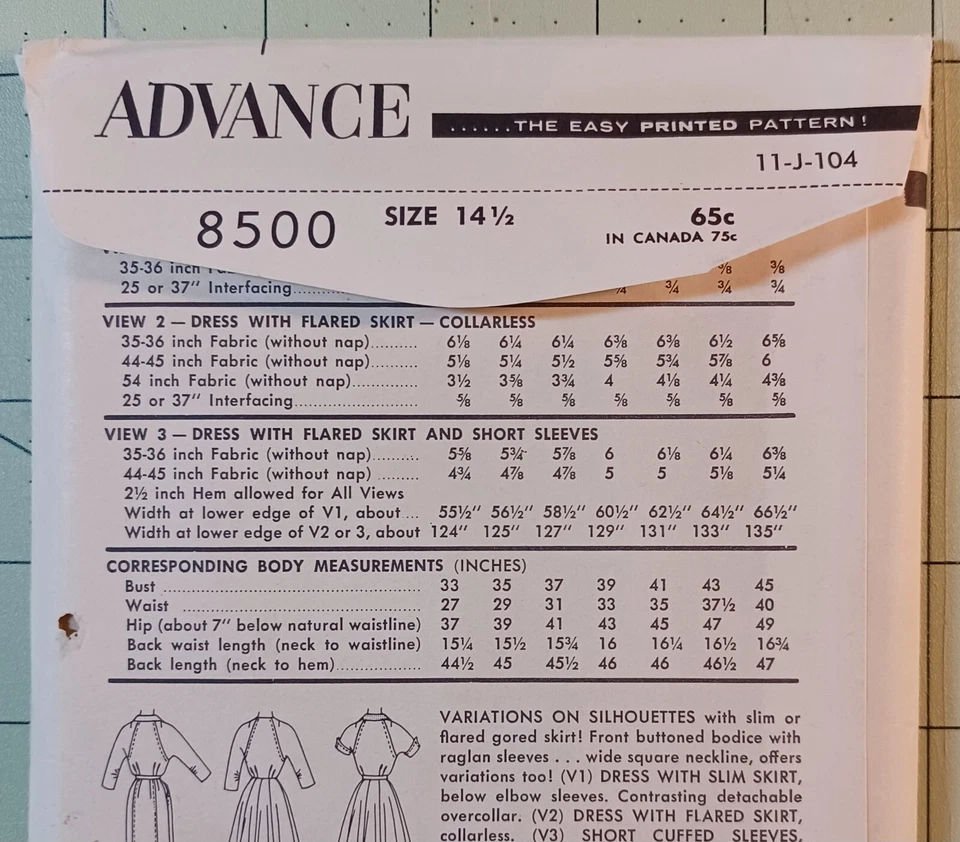 ADVANCE
......THE EASY PRINTED PATTERN!
11-J-104
8500 SIZE 14½ 65c
IN CANADA 75c
35-36 inch ⅜ ⅜
25 or 37" Interfacing........ ¾ ¾ ¾
VIEW 2 — DRESS WITH FLARED SKIRT — COLLARLESS
35-36 inch Fabric (without nap).......... 6⅛ 6¼ 6¼ 6⅜ 6⅜ 6½ 6⅝
44-45 inch Fabric (without nap).......... 5⅛ 5¼ 5½ 5⅝ 5¾ 5⅞ 6
54 inch Fabric (without nap).............. 3½ 3⅝ 3¾ 4 4⅛ 4¼ 4⅜
25 or 37" Interfacing.......................... ⅝ ⅝ ⅝ ⅝ ⅝ ⅝ ⅝
VIEW 3 — DRESS WITH FLARED SKIRT AND SHORT SLEEVES
35-36 inch Fabric (without nap).......... 5⅝ 5¾ 5⅞ 6 6⅛ 6¼ 6⅜
44-45 inch Fabric (without nap).......... 4¾ 4⅞ 4⅞ 5 5 5⅛ 5¼
2½ inch Hem allowed for All Views
Width at lower edge of V1, about.... 55½" 56½" 58½" 60½" 62½" 64½" 66½"
Width at lower edge of V2 or 3, about 124" 125" 127" 129" 131" 133" 135"
CORRESPONDING BODY MEASUREMENTS (INCHES)
Bust .................................................... 33 35 37 39 41 43 45
Waist ................................................ 27 29 31 33 35 37½ 40
Hip (about 7" below natural waistline) 37 39 41 43 45 47 49
Back waist length (neck to waistline) 15¼ 15½ 15¾ 16 16¼ 16½ 16¾
Back length (neck to hem)................. 44½ 45 45½ 46 46 46½ 47
VARIATIONS ON SILHOUETTES with slim or
flared gored skirt! Front buttoned bodice with
raglan sleeves . . . wide square neckline, offers
variations too! (V1) DRESS WITH SLIM SKIRT,
below elbow sleeves. Contrasting detachable
overcollar. (V2) DRESS WITH FLARED SKIRT,
collarless. (V3) SHORT CUFFED SLEEVES,